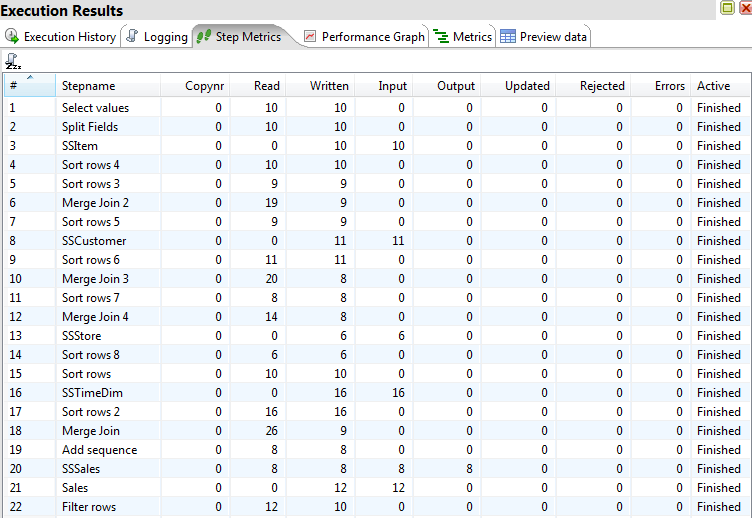 Execution Results
Execution History Logging Step Metrics Performance Graph Metrics Preview data
# Stepname Copynr Read Written Input Output Updated Rejected Errors Active
1 Select values 0 10 10 0 0 0 0 0 Finished
2 Split Fields 0 10 10 0 0 0 0 0 Finished
3 SSItem 0 0 10 10 0 0 0 0 Finished
4 Sort rows 4 0 10 10 0 0 0 0 0 Finished
5 Sort rows 3 0 9 9 0 0 0 0 0 Finished
6 Merge Join 2 0 19 9 0 0 0 0 0 Finished
7 Sort rows 5 0 9 9 0 0 0 0 0 Finished
8 SSCustomer 0 0 11 11 0 0 0 0 Finished
9 Sort rows 6 0 11 11 0 0 0 0 0 Finished
10 Merge Join 3 0 20 8 0 0 0 0 0 Finished
11 Sort rows 7 0 8 8 0 0 0 0 0 Finished
12 Merge Join 4 0 14 8 0 0 0 0 0 Finished
13 SSStore 0 0 6 6 0 0 0 0 Finished
14 Sort rows 8 0 6 6 0 0 0 0 0 Finished
15 Sort rows 0 10 10 0 0 0 0 0 Finished
16 SSTimeDim 0 0 16 16 0 0 0 0 Finished
17 Sort rows 2 0 16 16 0 0 0 0 0 Finished
18 Merge Join 0 26 9 0 0 0 0 0 Finished
19 Add sequence 0 8 8 0 0 0 0 0 Finished
20 SSSales 0 8 8 8 8 0 0 0 Finished
21 Sales 0 0 12 12 0 0 0 0 Finished
22 Filter rows 0 12 10 0 0 0 0 0 Finished